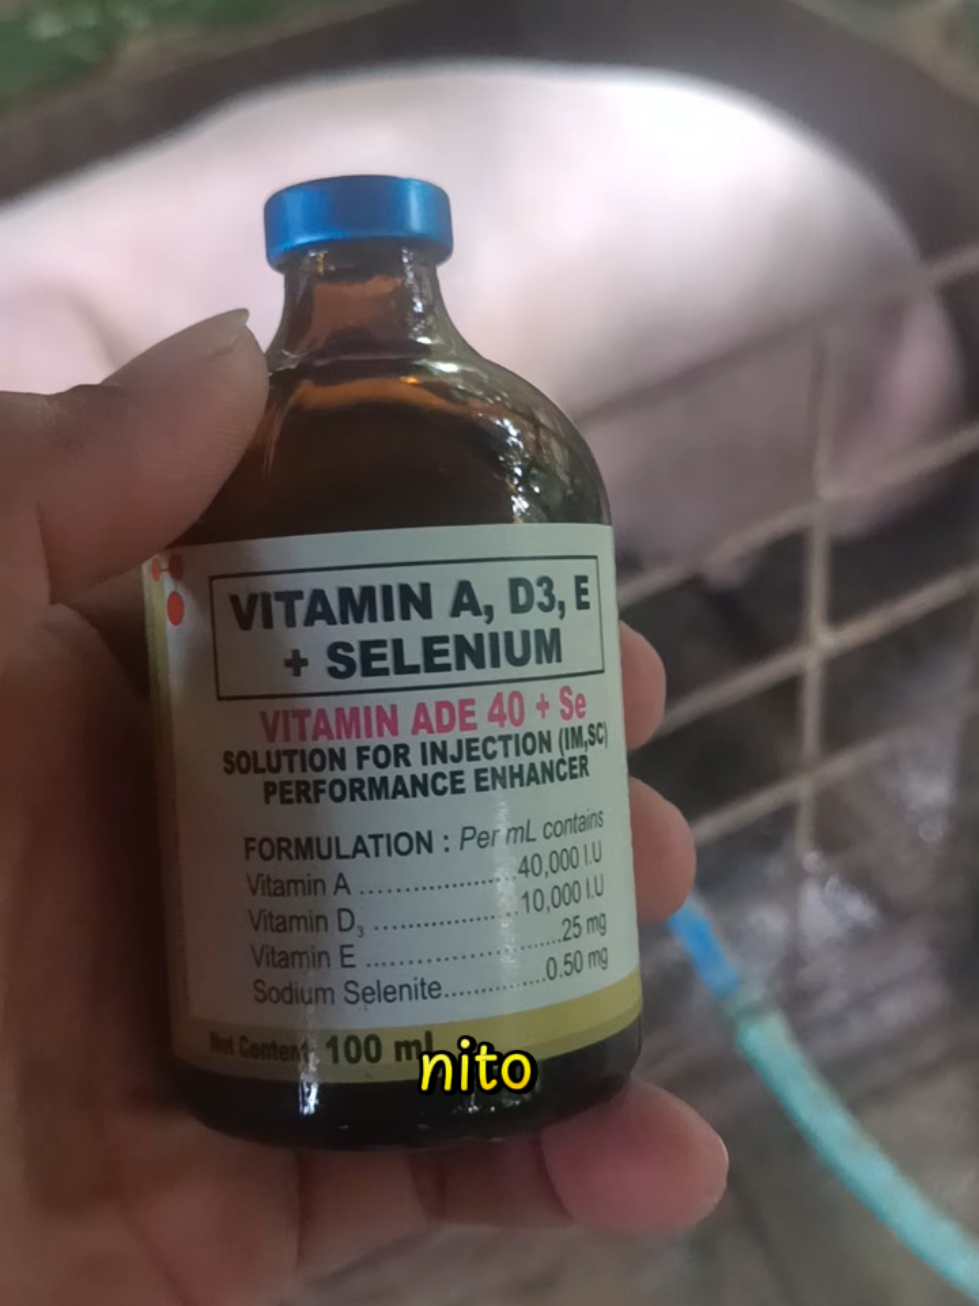 VITAMIN A, D3, E
+ SELENIUM
VITAMIN ADE 40 + Se
SOLUTION FOR INJECTION (IM,SC)
PERFORMANCE ENHANCER
FORMULATION : Per mL contains
Vitamin A ......................40,000 I.U
Vitamin D₃ ....................10,000 I.U
Vitamin E ............................25 mg
Sodium Selenite...............0.50 mg
Net Content: 100 ml
nito